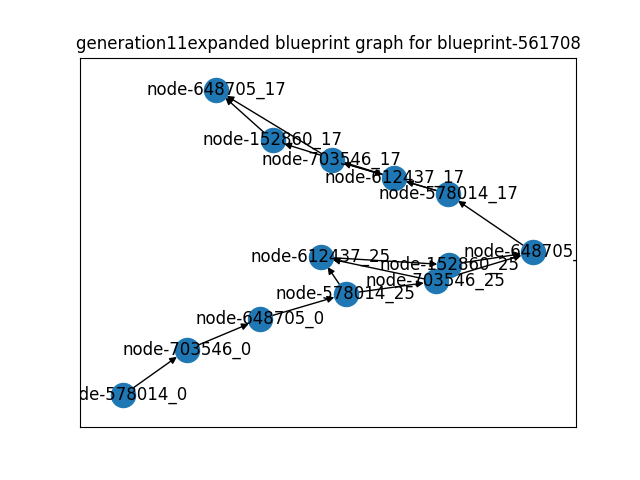 generation11expanded blueprint graph for blueprint-561708
node-648705_17
node-152860_17
node-703546_17
node-612437_17
node-578014_17
node-648705_
node-612437_25
node-152860_25
node-703546_25
node-578014_25
node-648705_0
node-703546_0
de-578014_0